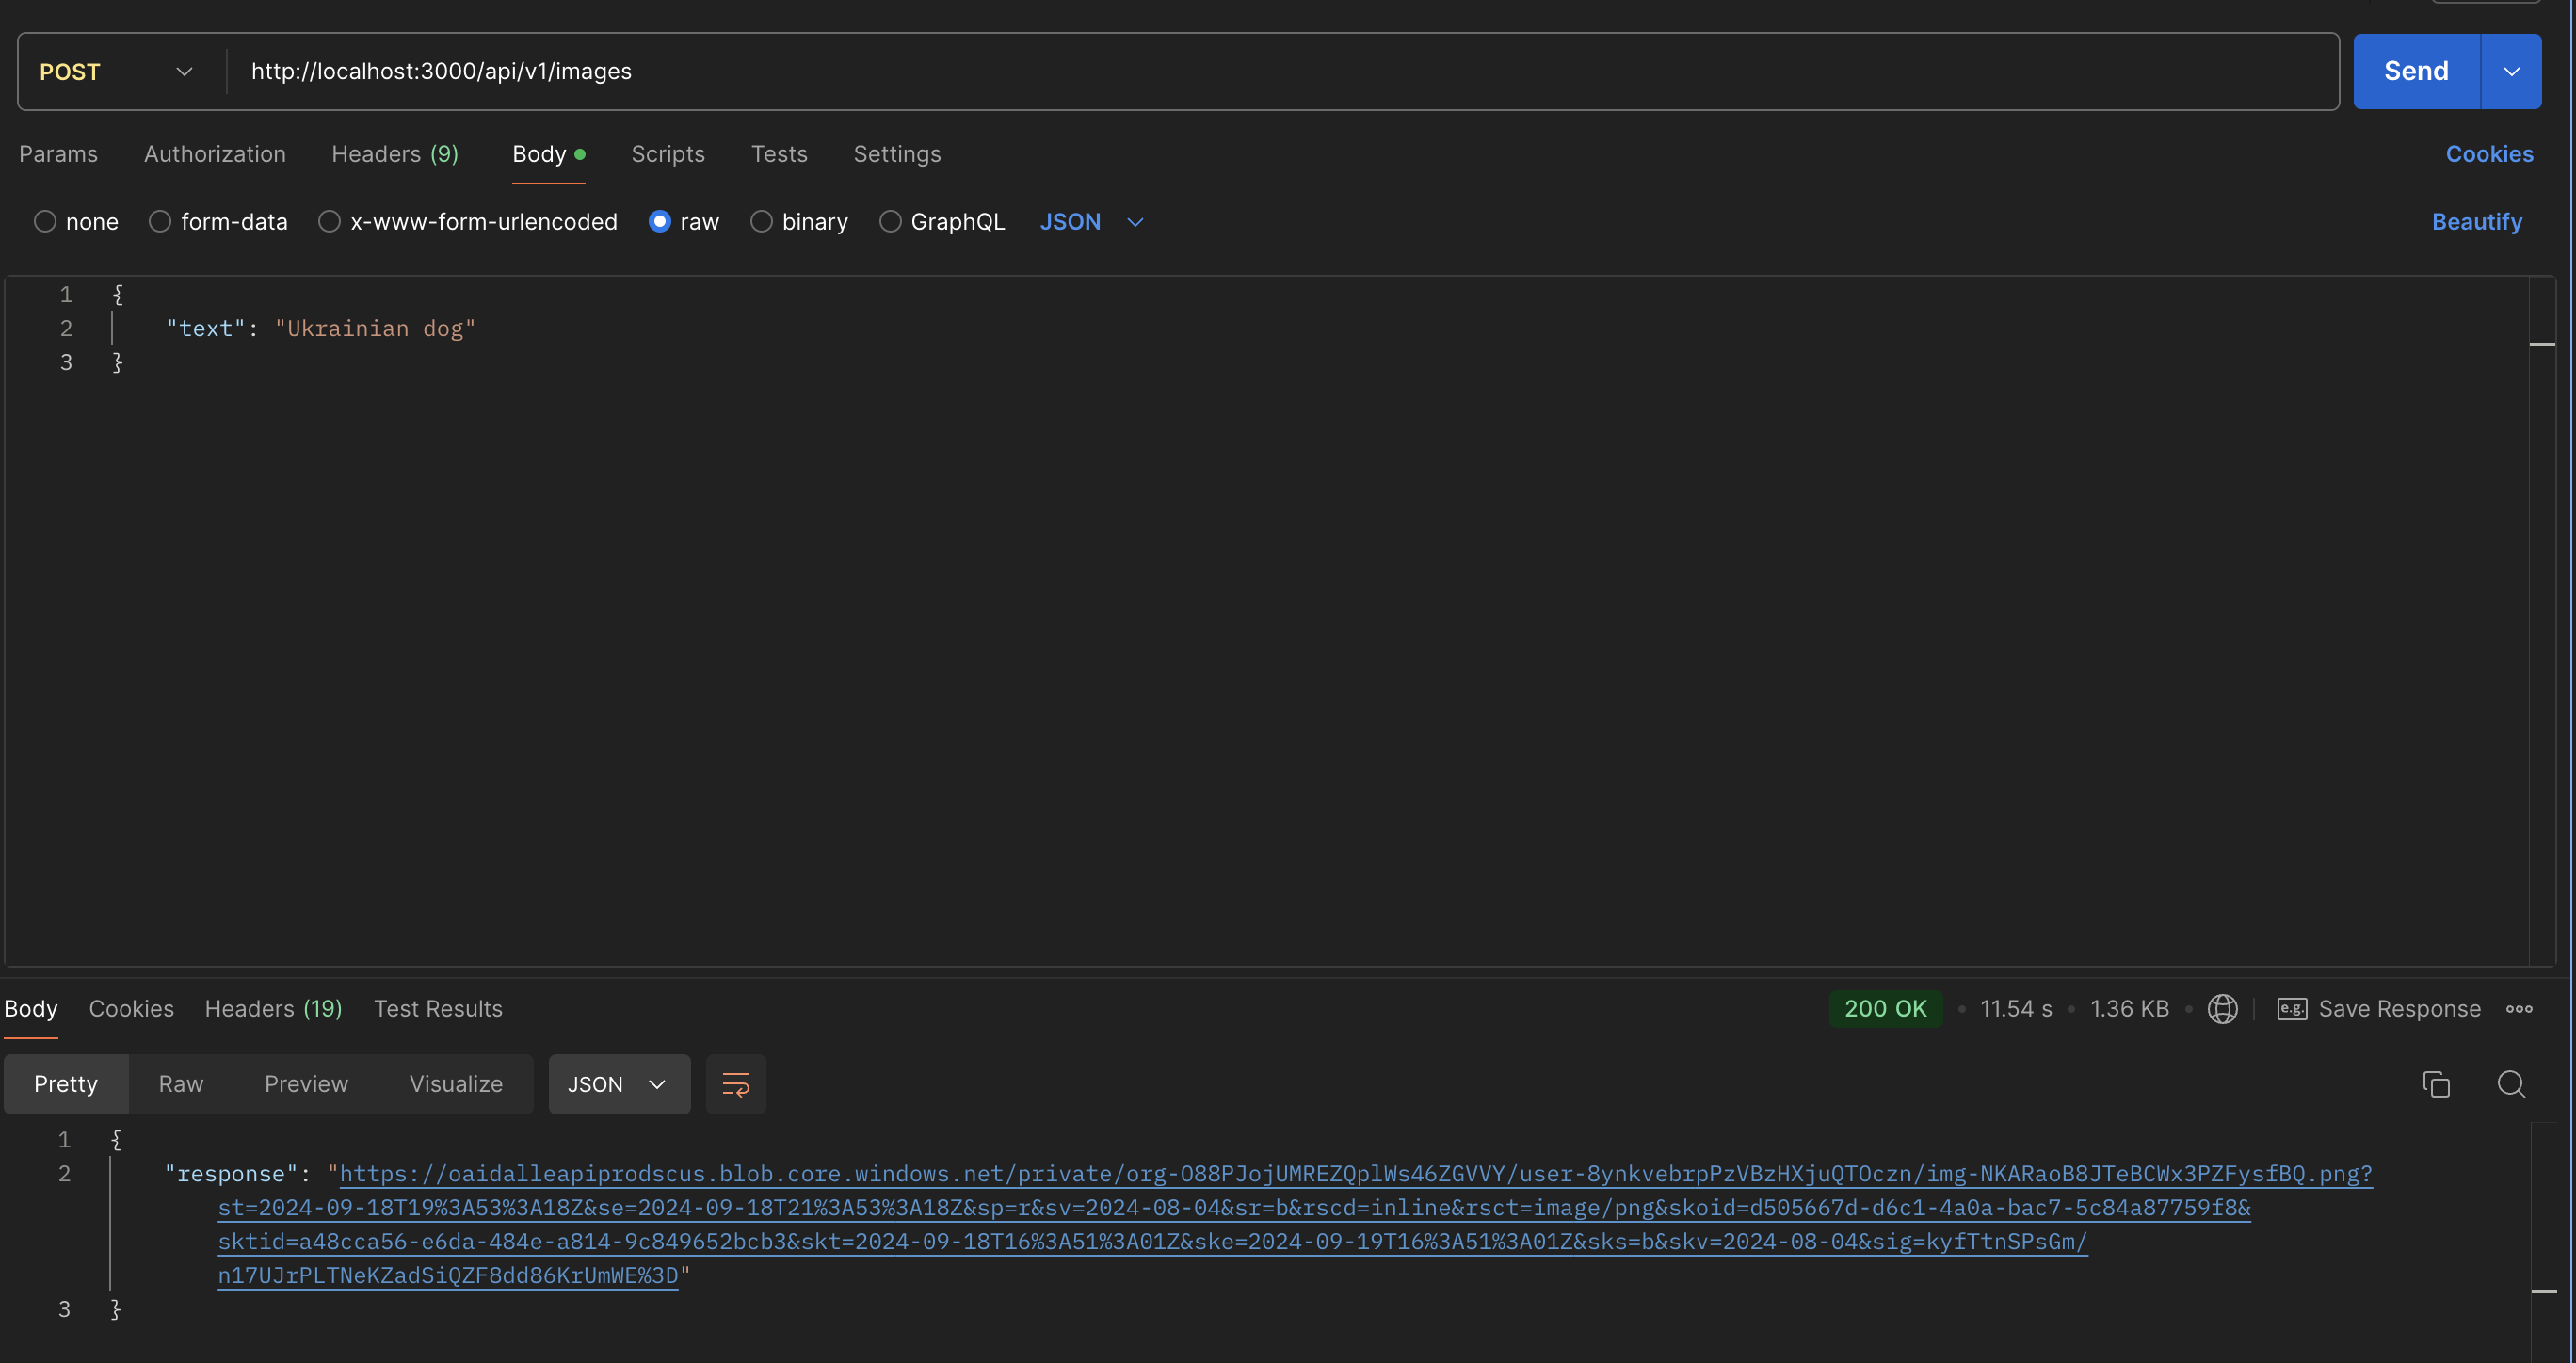 POST http://localhost:3000/api/v1/images Send
Params Authorization Headers (9) Body Scripts Tests Settings Cookies
none form-data x-www-form-urlencoded raw binary GraphQL JSON Beautify
1 {
2 "text": "Ukrainian dog"
3 }
Body Cookies Headers (19) Test Results 200 OK • 11.54 s • 1.36 KB • e.g. Save Response
Pretty Raw Preview Visualize JSON
1 {
2 "response": "https://oaidalleapiprodscus.blob.core.windows.net/private/org-O88PJojUMREZQplWs46ZGVVY/user-8ynkvebrpPzVBzHXjuQTOczn/img-NKARaoB8JTeBCWx3PZFysfBQ.png?
st=2024-09-18T19%3A53%3A18Z&se=2024-09-18T21%3A53%3A18Z&sp=r&sv=2024-08-04&sr=b&rscd=inline&rsct=image/png&skoid=d505667d-d6c1-4a0a-bac7-5c84a87759f8&
sktid=a48cca56-e6da-484e-a814-9c849652bcb3&skt=2024-09-18T16%3A51%3A01Z&ske=2024-09-19T16%3A51%3A01Z&sks=b&skv=2024-08-04&sig=kyfTtnSPsGm/
n17UJrPLTNeKZadSiQZF8dd86KrUmWE%3D"
3 }